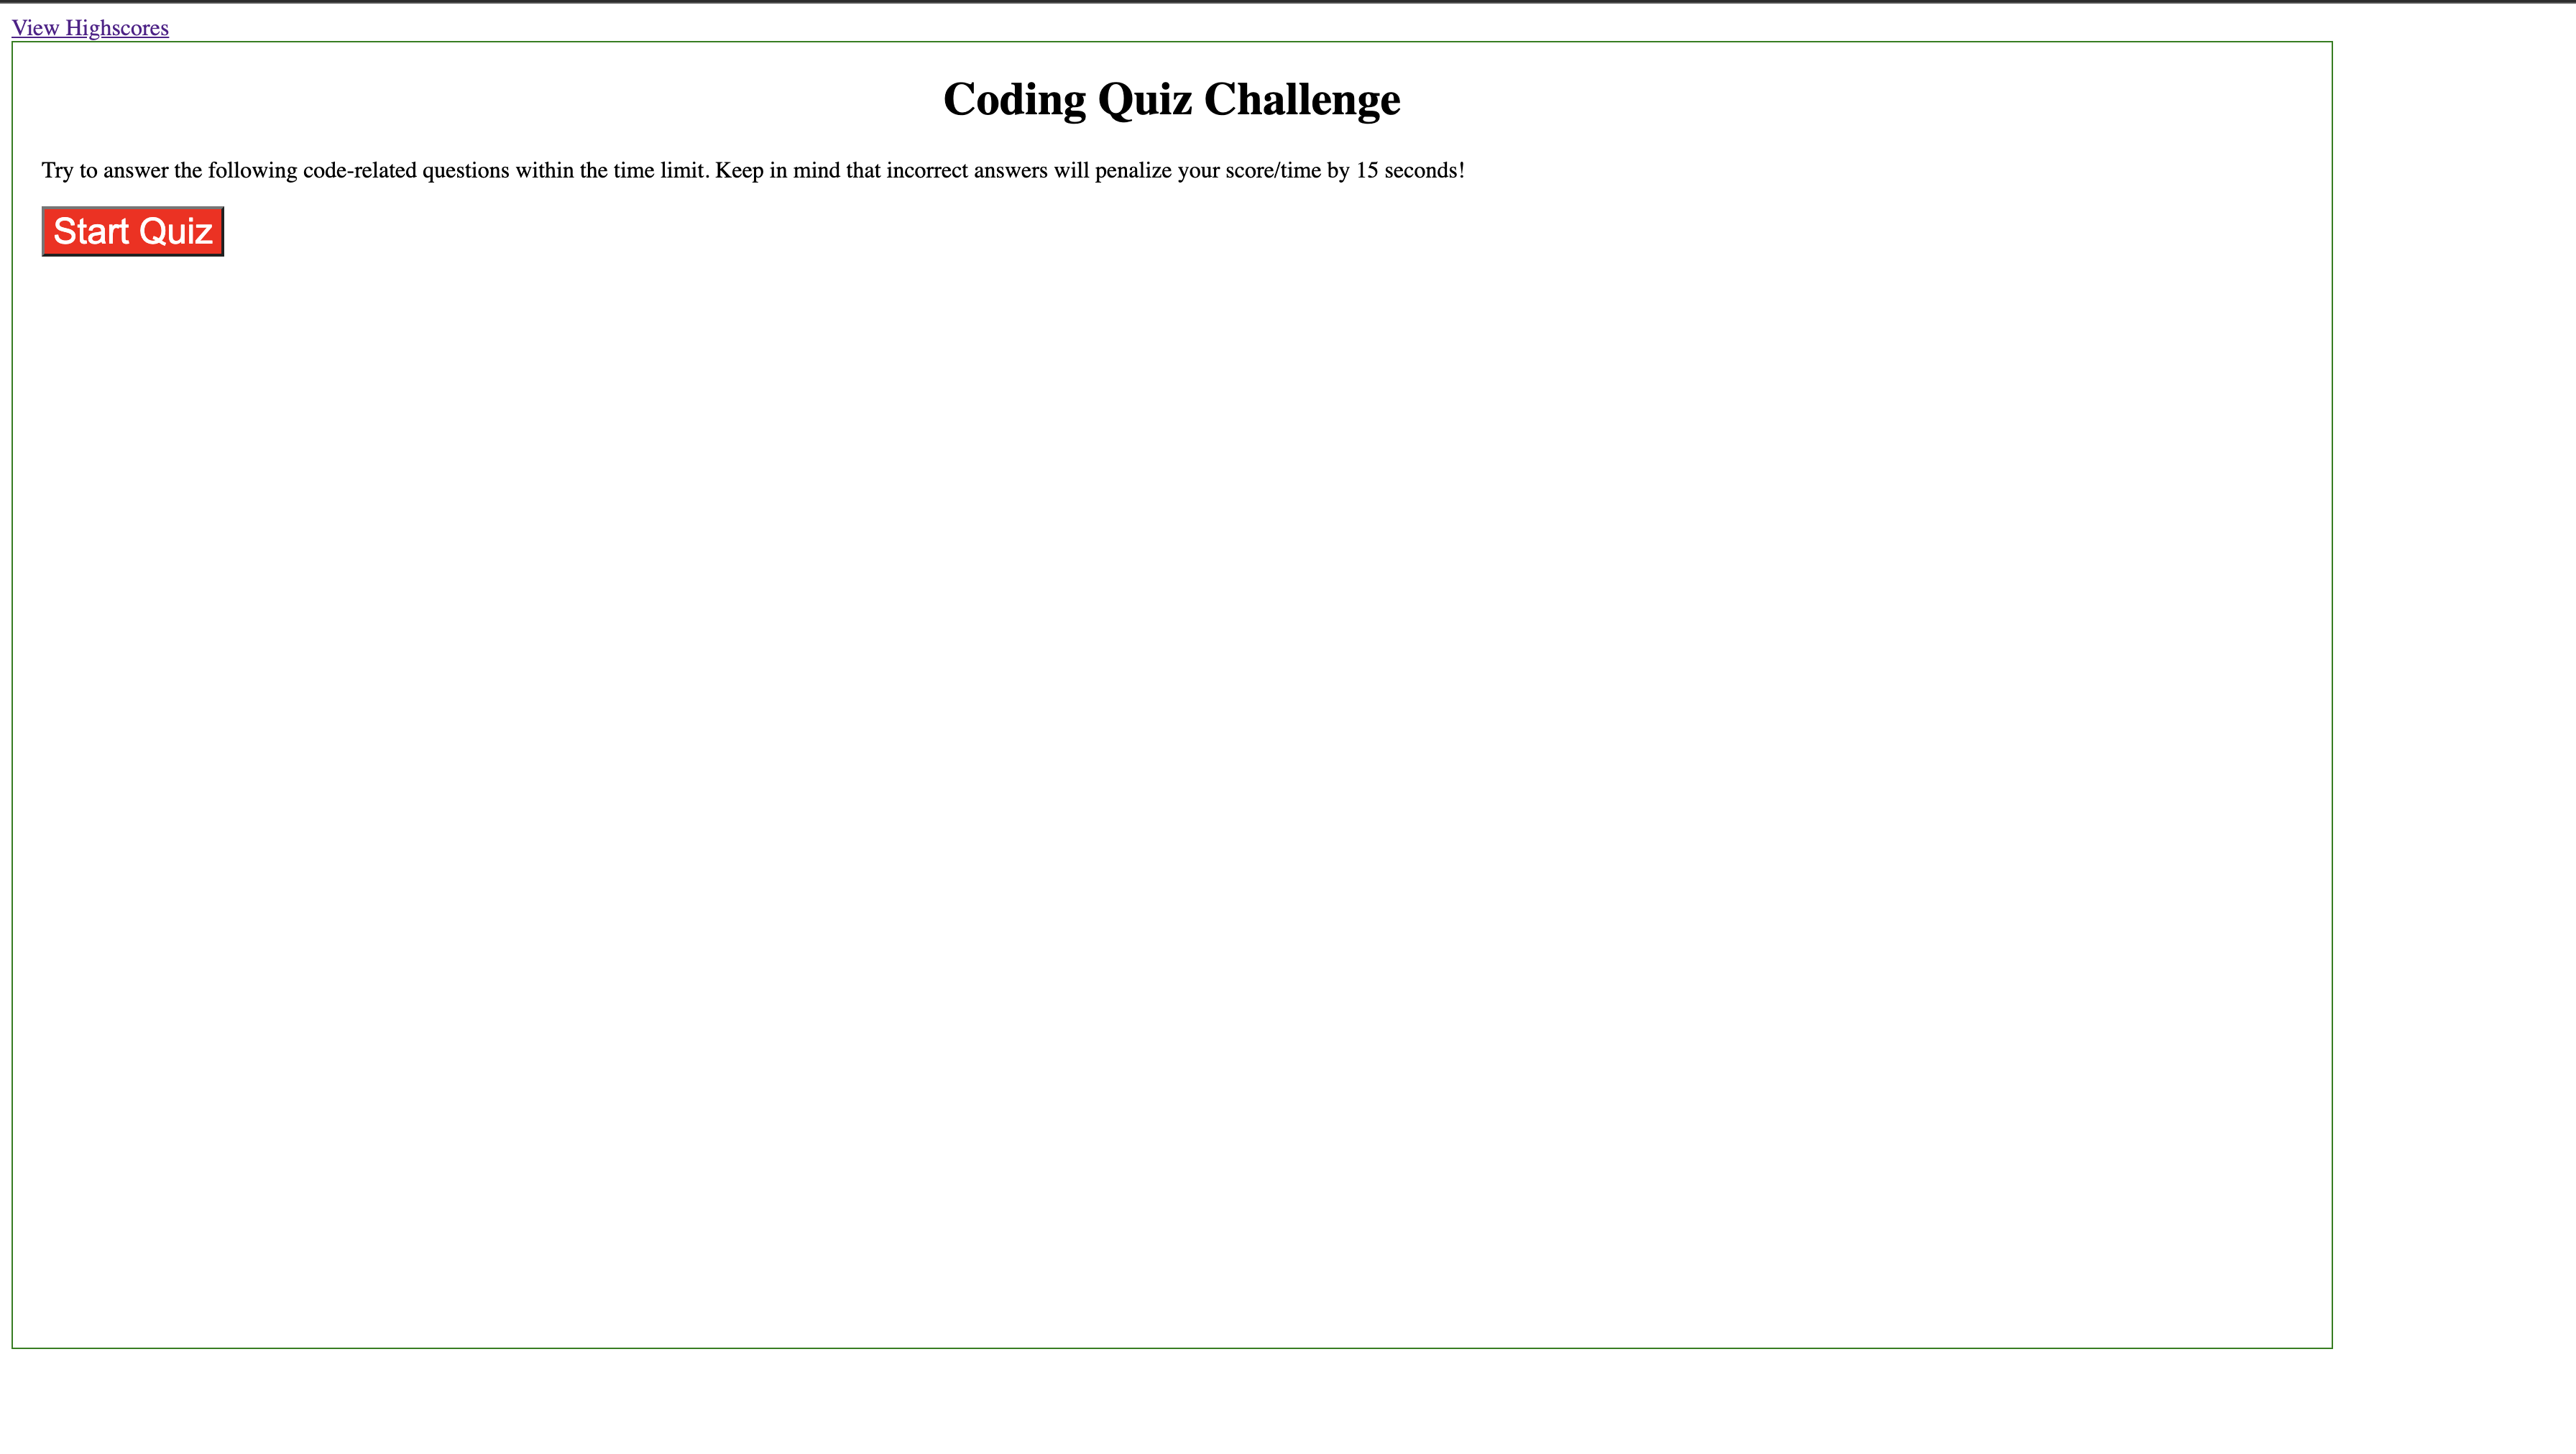 View Highscores
Coding Quiz Challenge
Try to answer the following code-related questions within the time limit. Keep in mind that incorrect answers will penalize your score/time by 15 seconds!
Start Quiz